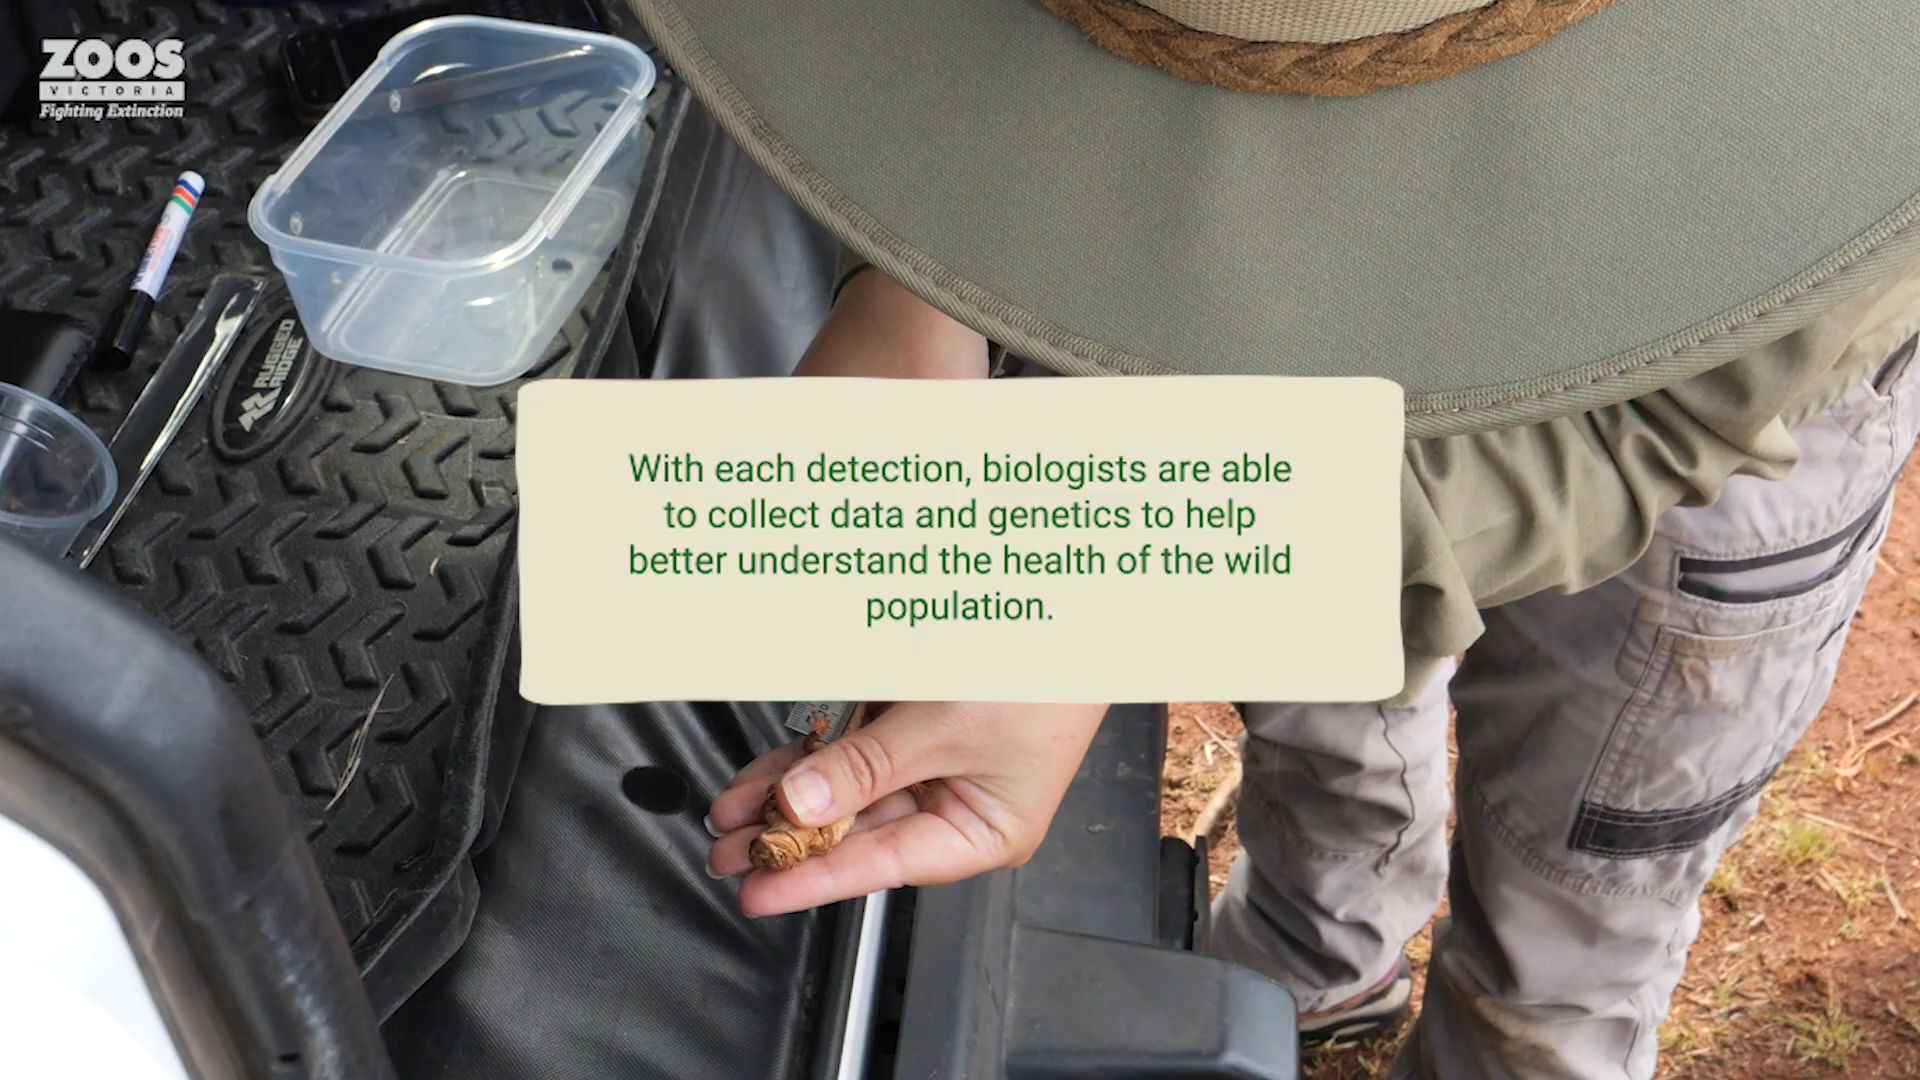 ZOOS
VICTORIA
Fighting Extinction
RUGGED
RIDGE
With each detection, biologists are able
to collect data and genetics to help
better understand the health of the wild
population.